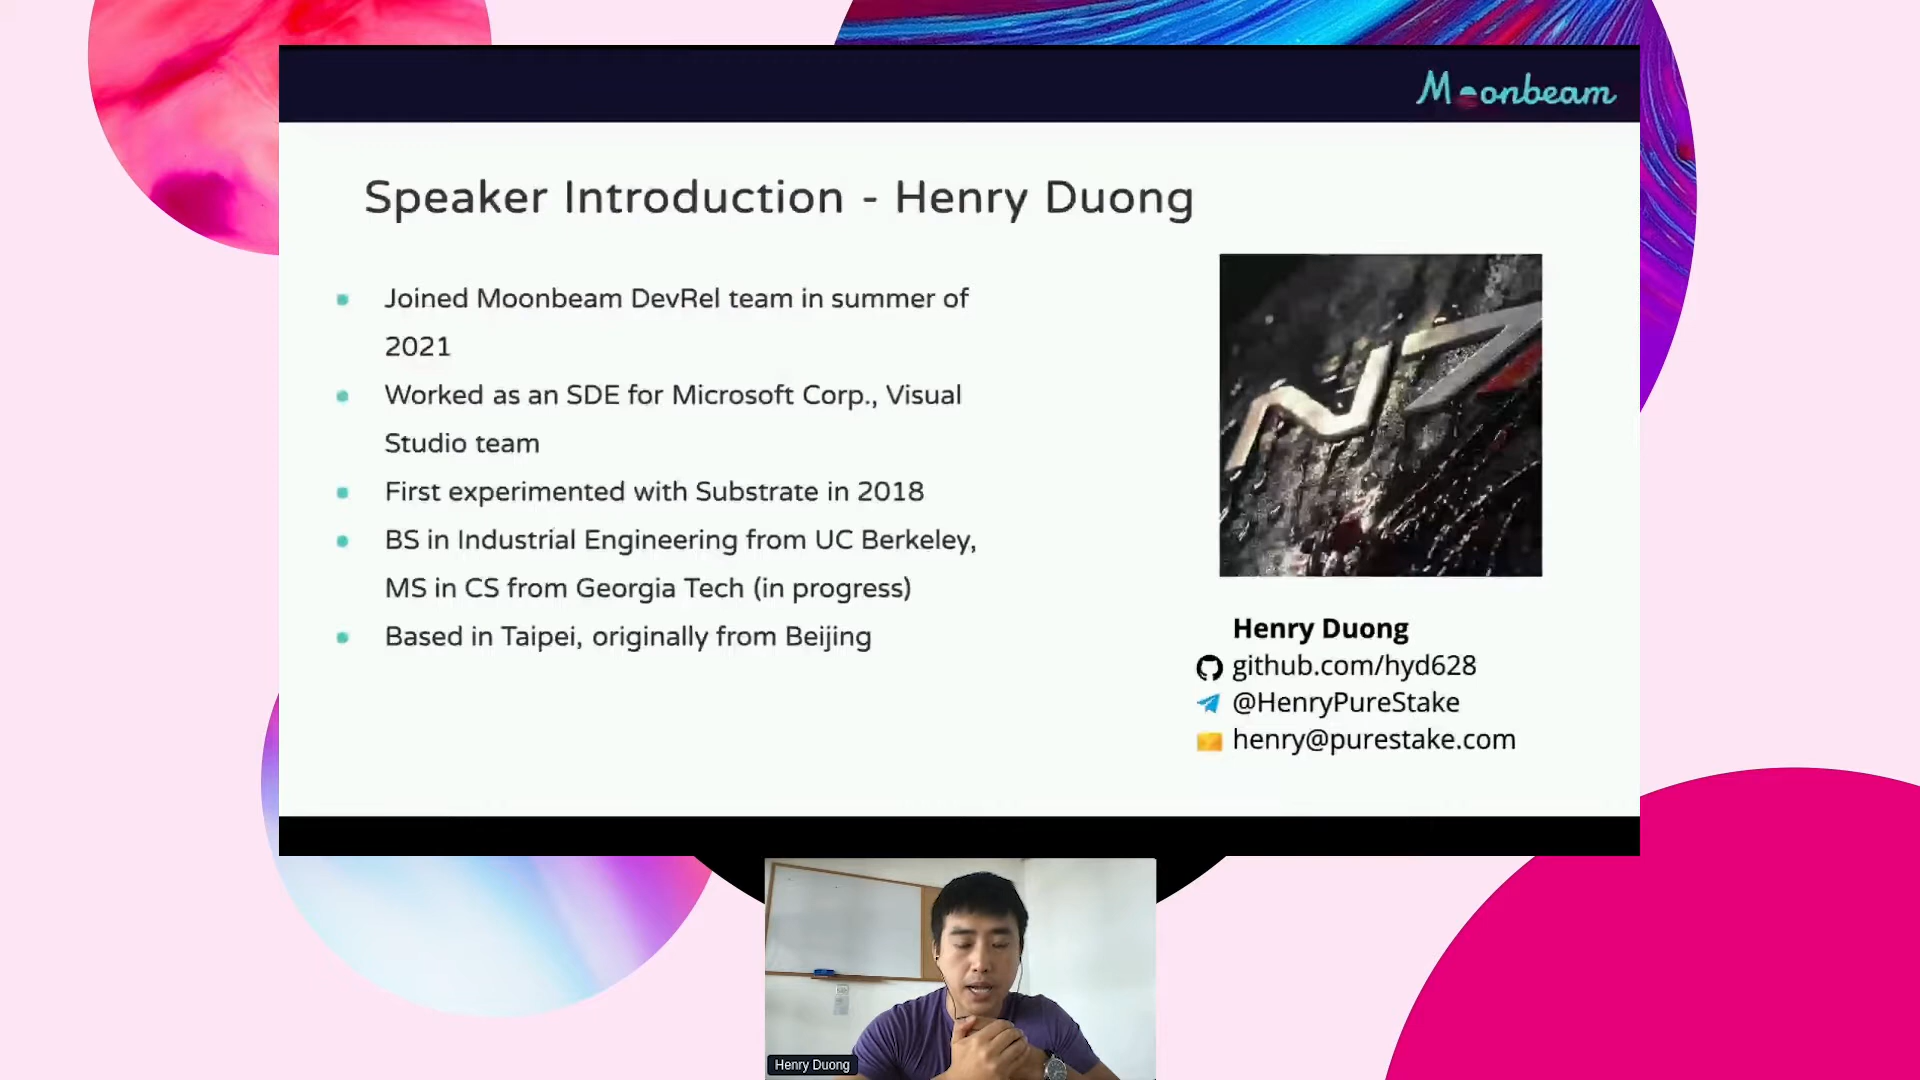 Moonbeam
Speaker Introduction - Henry Duong
Joined Moonbeam DevRel team in summer of
2021
Worked as an SDE for Microsoft Corp., Visual
Studio team
First experimented with Substrate in 2018
BS in Industrial Engineering from UC Berkeley,
MS in CS from Georgia Tech (in progress)
Based in Taipei, originally from Beijing
N7
Henry Duong
github.com/hyd628
@HenryPureStake
henry@purestake.com
Henry Duong